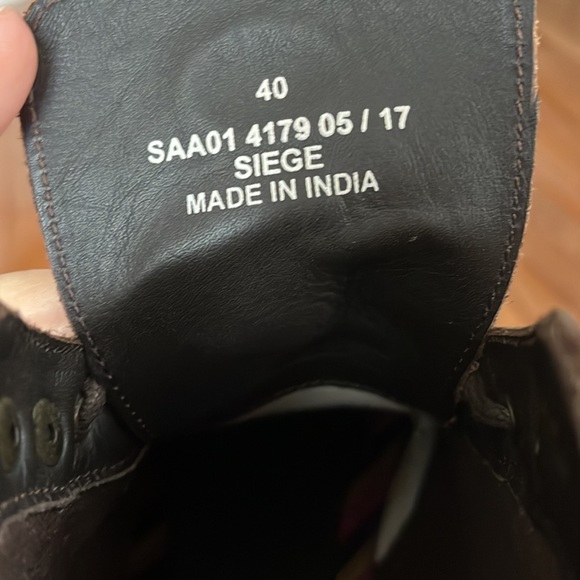 40
SAA01 4179 05 / 17
SIEGE
MADE IN INDIA